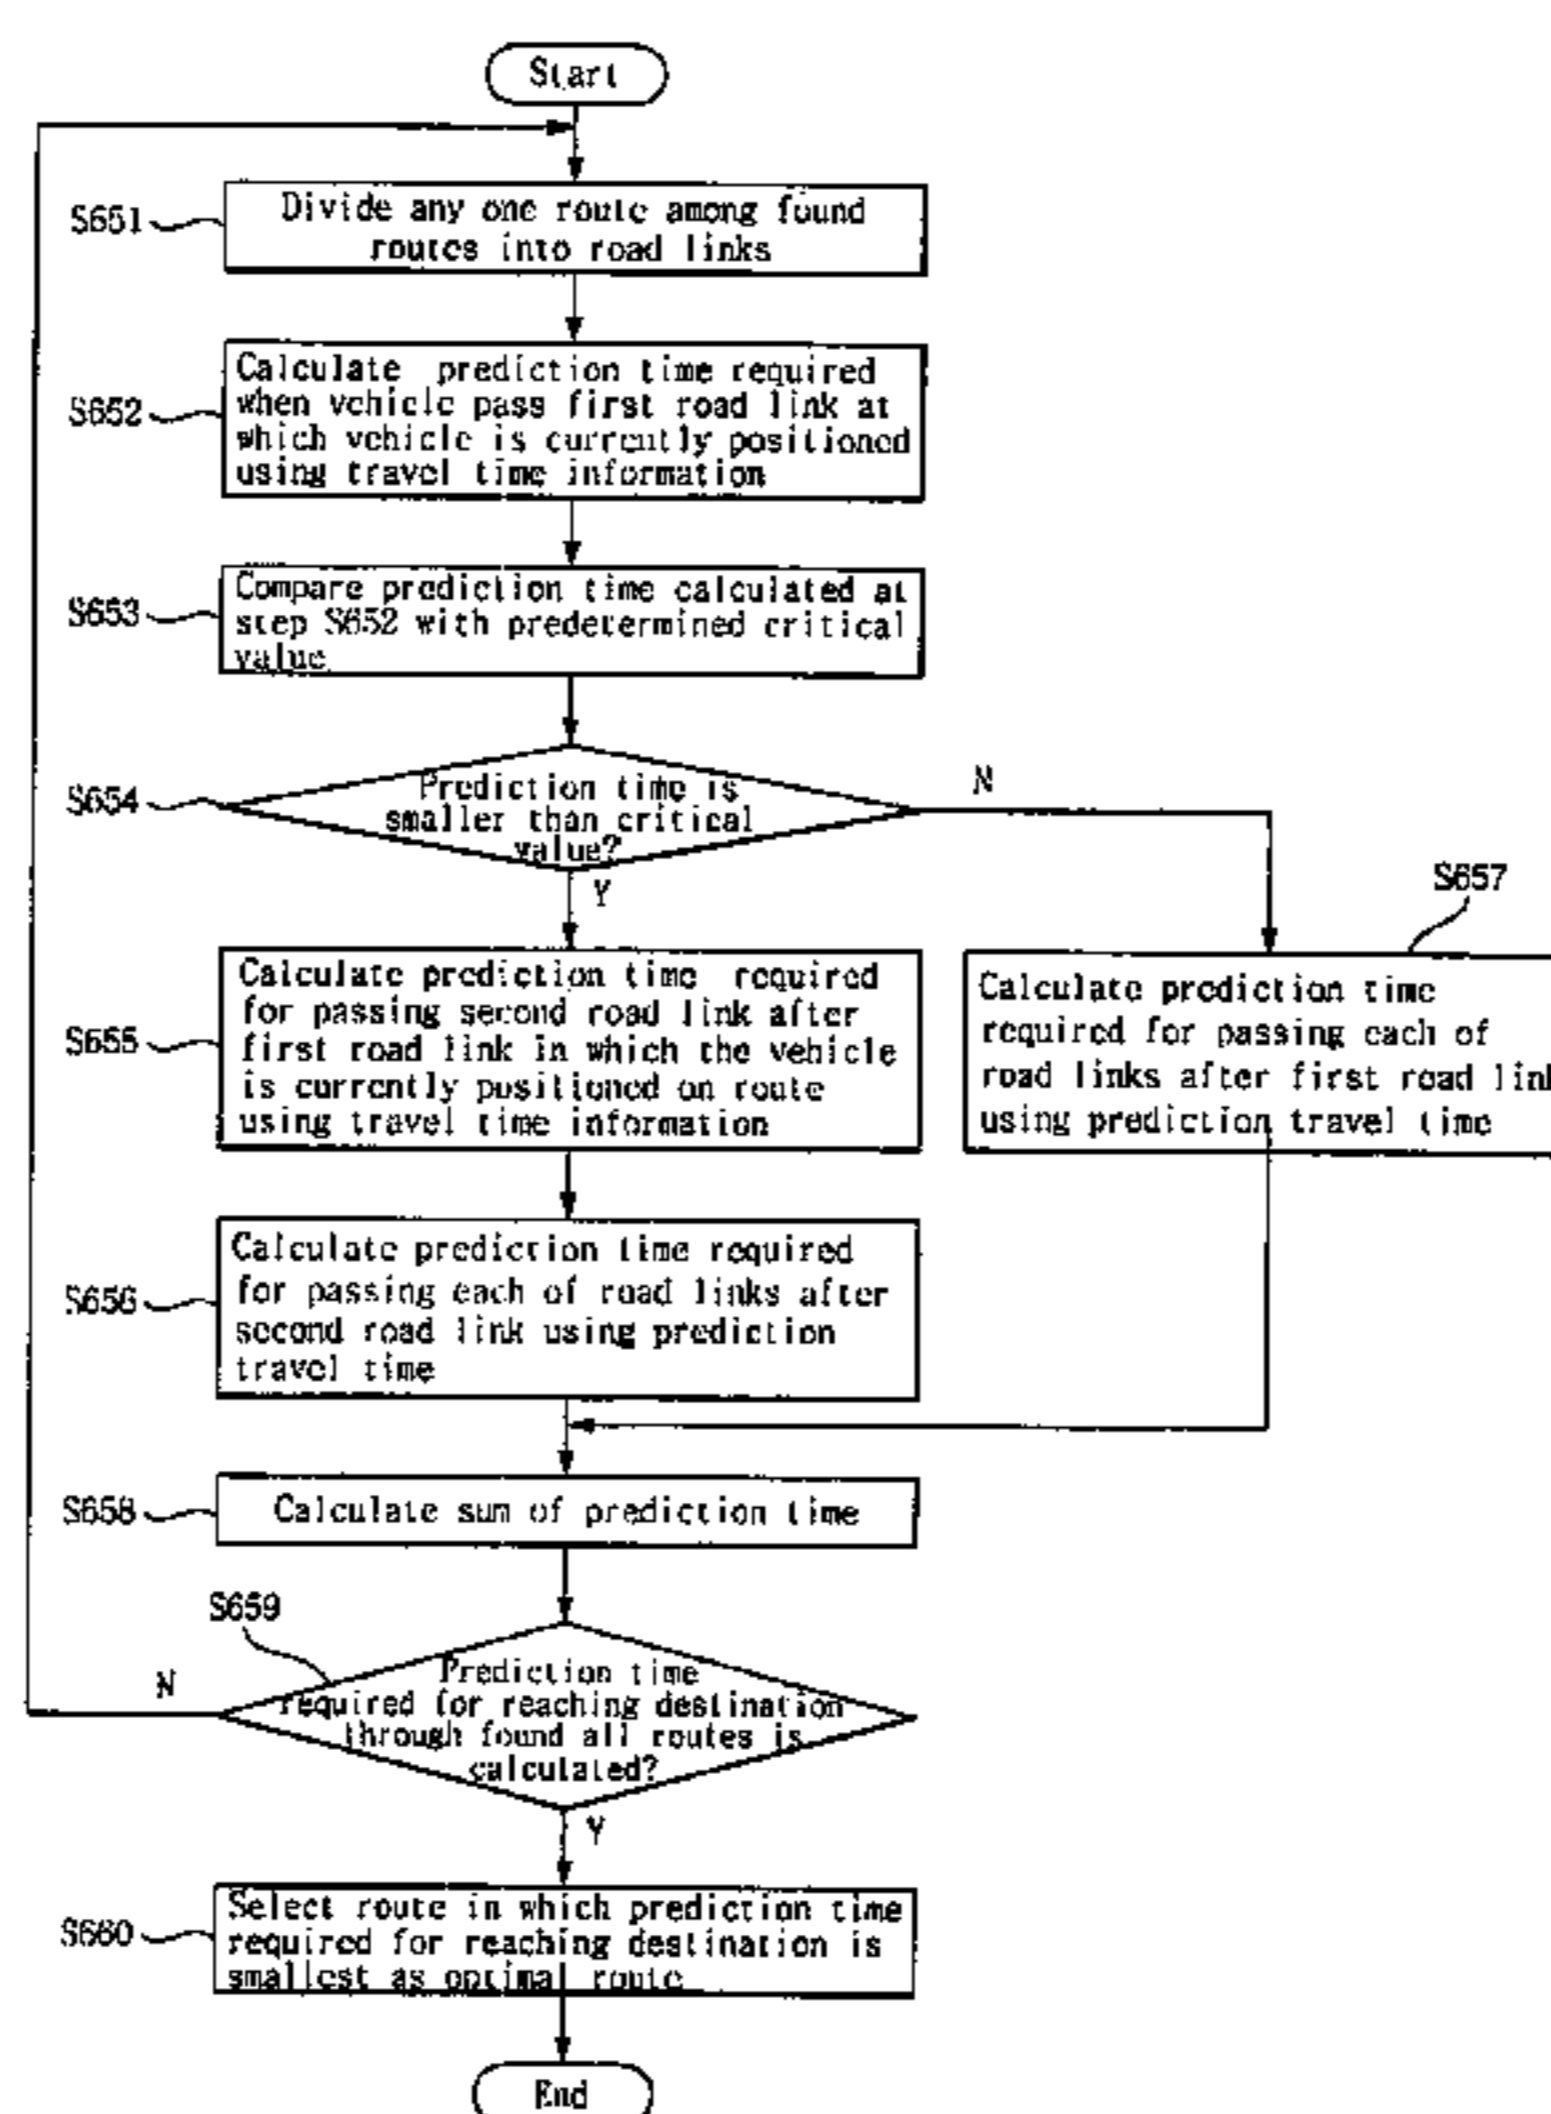 Start
S651
Divide any one route among found
routes into road links
S652
Calculate prediction time required
when vehicle pass first road link at
which vehicle is currently positioned
using travel time information
S653
Compare prediction time calculated at
step S652 with predetermined critical
value
S654
Prediction time is
smaller than critical
value?
N
Y
S657
S655
Calculate prediction time required
for passing second road link after
first road link in which the vehicle
is currently positioned on route
using travel time information
Calculate prediction time
required for passing each of
road links after first road link
using prediction travel time
S656
Calculate prediction time required
for passing each of road links after
second road link using prediction
travel time
S658
Calculate sum of prediction time
S659
N
Prediction time
required for reaching destination
through found all routes is
calculated?
Y
S660
Select route in which prediction time
required for reaching destination is
smallest as optimal route
End